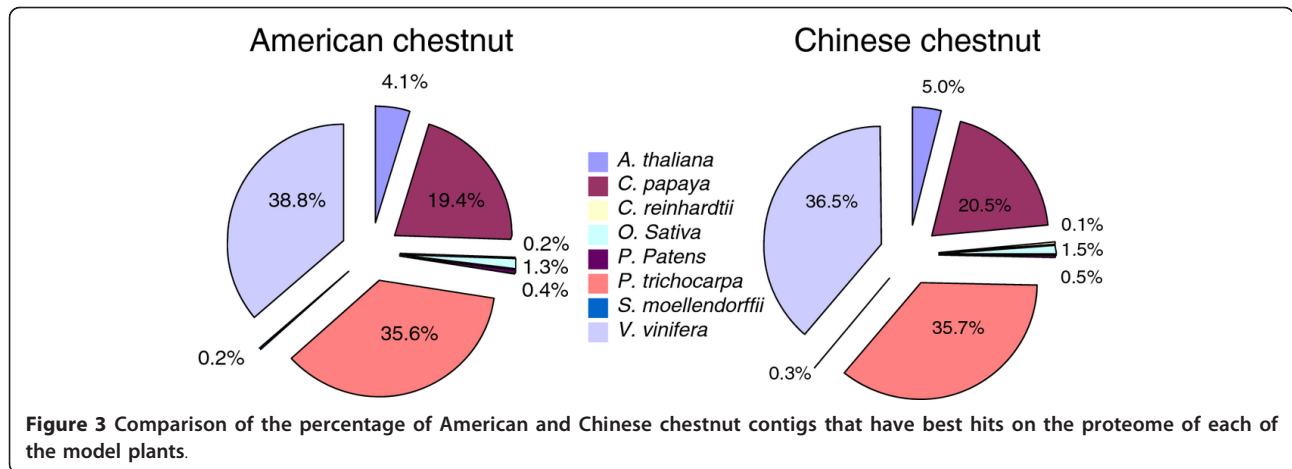 American chestnut
Chinese chestnut
4.1%
19.4%
0.2%
1.3%
0.4%
35.6%
0.2%
38.8%
A. thaliana
C. papaya
C. reinhardtii
O. Sativa
P. Patens
P. trichocarpa
S. moellendorffii
V. vinifera
5.0%
20.5%
0.1%
1.5%
0.5%
35.7%
0.3%
36.5%
Figure 3 Comparison of the percentage of American and Chinese chestnut contigs that have best hits on the proteome of each of
the model plants.